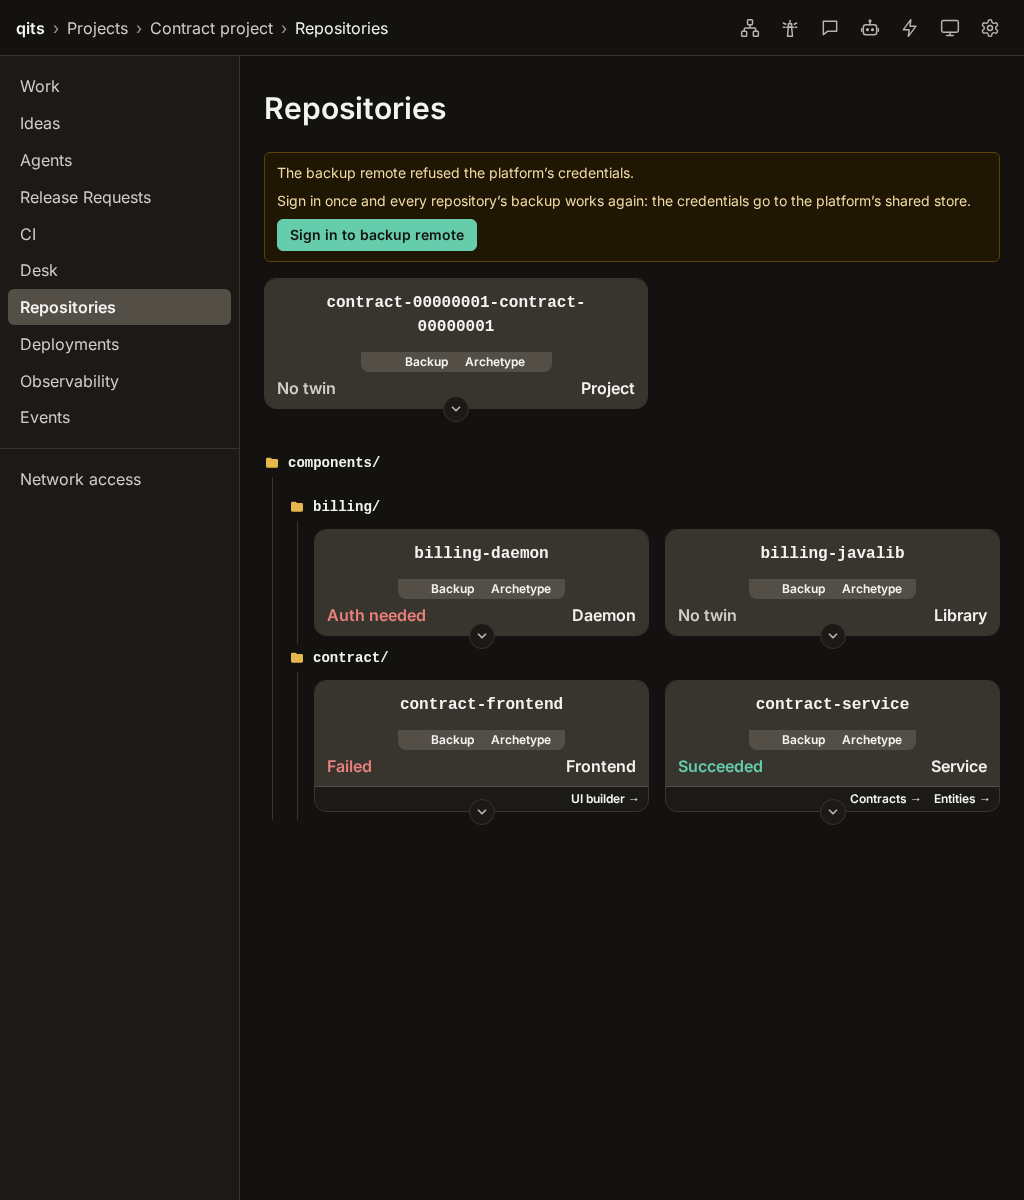 qits › Projects › Contract project › Repositories
Work
Ideas
Agents
Release Requests
CI
Desk
Repositories
Deployments
Observability
Events
Network access
Repositories
The backup remote refused the platform’s credentials.
Sign in once and every repository’s backup works again: the credentials go to the platform’s shared store.
Sign in to backup remote
contract-00000001-contract-
00000001
Backup Archetype
No twin Project
components/
billing/
billing-daemon
Backup Archetype
Auth needed Daemon
billing-javalib
Backup Archetype
No twin Library
contract/
contract-frontend
Backup Archetype
Failed Frontend
UI builder →
contract-service
Backup Archetype
Succeeded Service
Contracts → Entities →